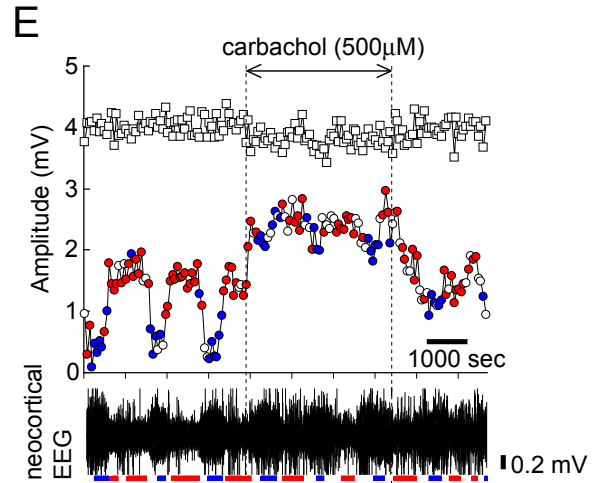 E
carbachol (500μM)
5
4
3
2
1
0
Amplitude (mV)
1000 sec
neocortical
EEG
0.2 mV